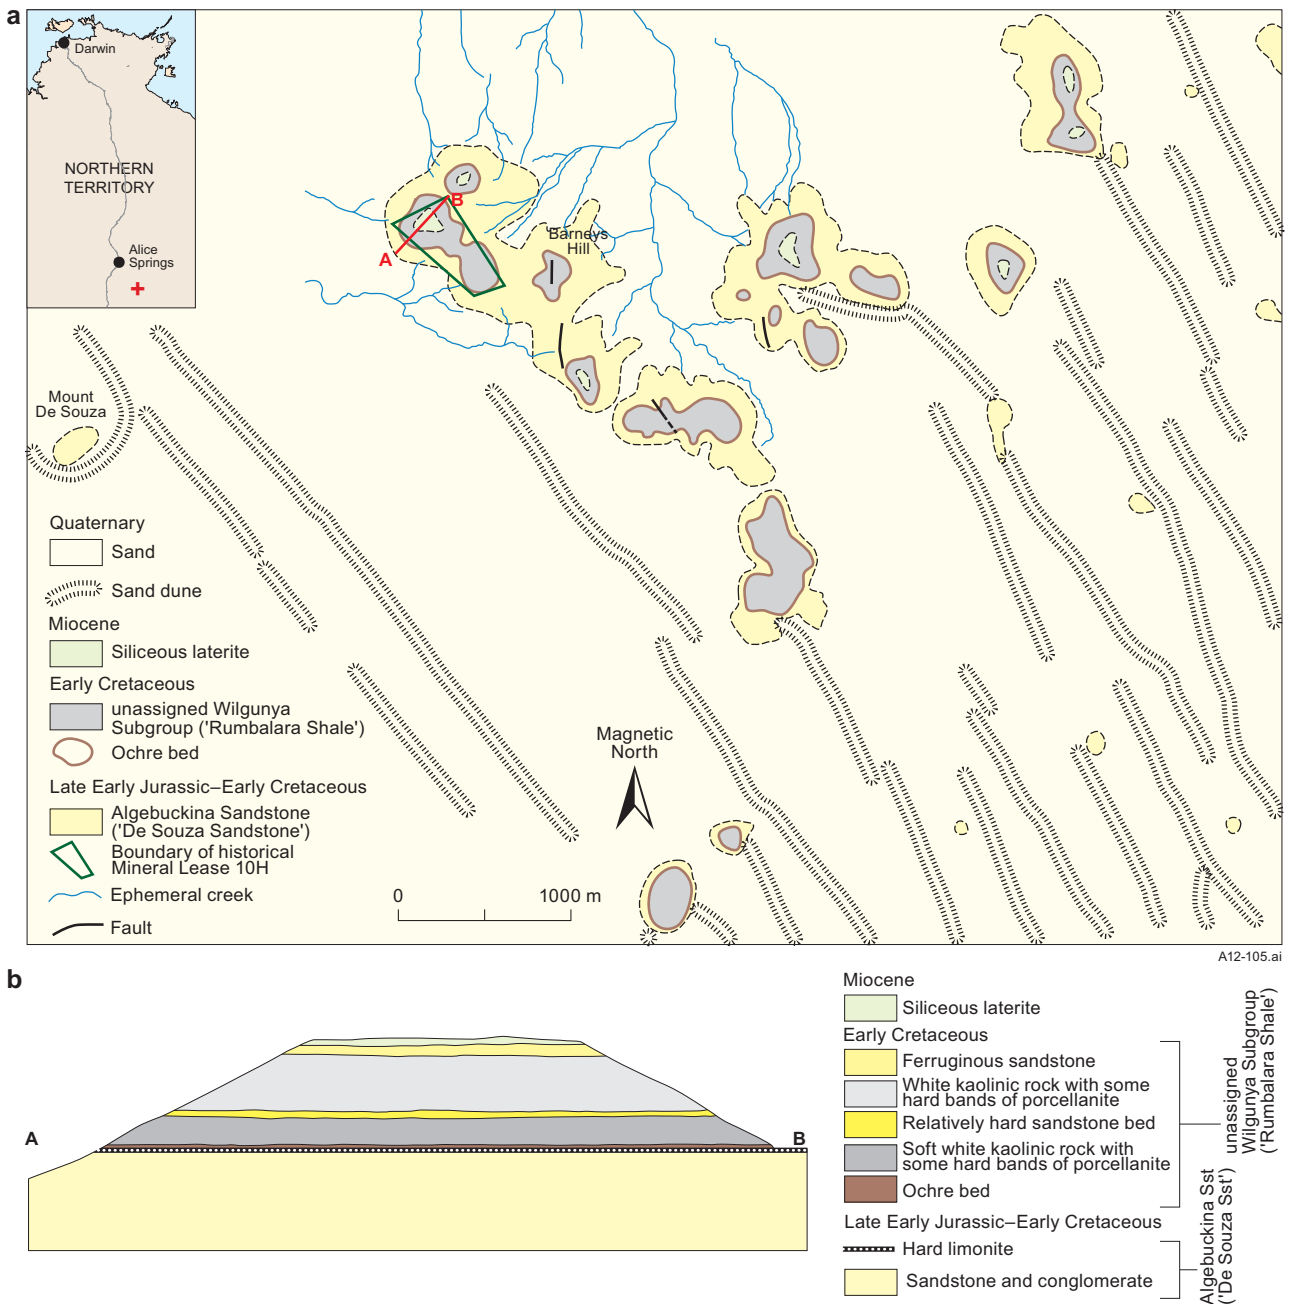 a
Darwin
NORTHERN
TERRITORY
Alice
Springs
B
A
Barneys
Hill
Mount
De Souza
Quaternary
Sand
Sand dune
Miocene
Siliceous laterite
Early Cretaceous
unassigned Wilgunya
Subgroup ('Rumbalara Shale')
Ochre bed
Late Early Jurassic–Early Cretaceous
Algebuckina Sandstone
('De Souza Sandstone')
Boundary of historical
Mineral Lease 10H
Ephemeral creek
Fault
Magnetic
North
0
1000 m
A12-105.ai
b
A
B
Miocene
Siliceous laterite
Early Cretaceous
Ferruginous sandstone
White kaolinic rock with some
hard bands of porcellanite
Relatively hard sandstone bed
Soft white kaolinic rock with
some hard bands of porcellanite
Ochre bed
unassigned
Wilgunya Subgroup
('Rumbalara Shale')
Late Early Jurassic–Early Cretaceous
Hard limonite
Sandstone and conglomerate
Algebuckina Sst
('De Souza Sst')